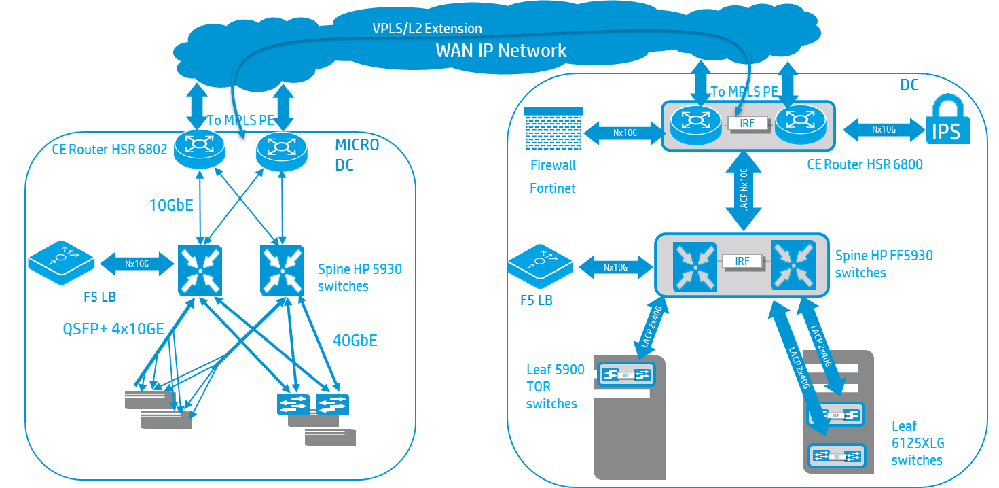 VPLS/L2 Extension
WAN IP Network
To MPLS PE
CE Router HSR 6802
MICRO
DC
10GbE
Nx10G
F5 LB
Spine HP 5930
switches
QSFP+ 4x10GE
40GbE
DC
To MPLS PE
IRF
Nx10G
Nx10G
IPS
Firewall
Fortinet
CE Router HSR 6800
LACP Nx10G
IRF
Spine HP FF5930
switches
Nx10G
F5 LB
LACP 2x40G
LACP 2x40G
LACP 2x40G
Leaf 5900
TOR
switches
IRF
IRF
IRF
Leaf
6125XLG
switches